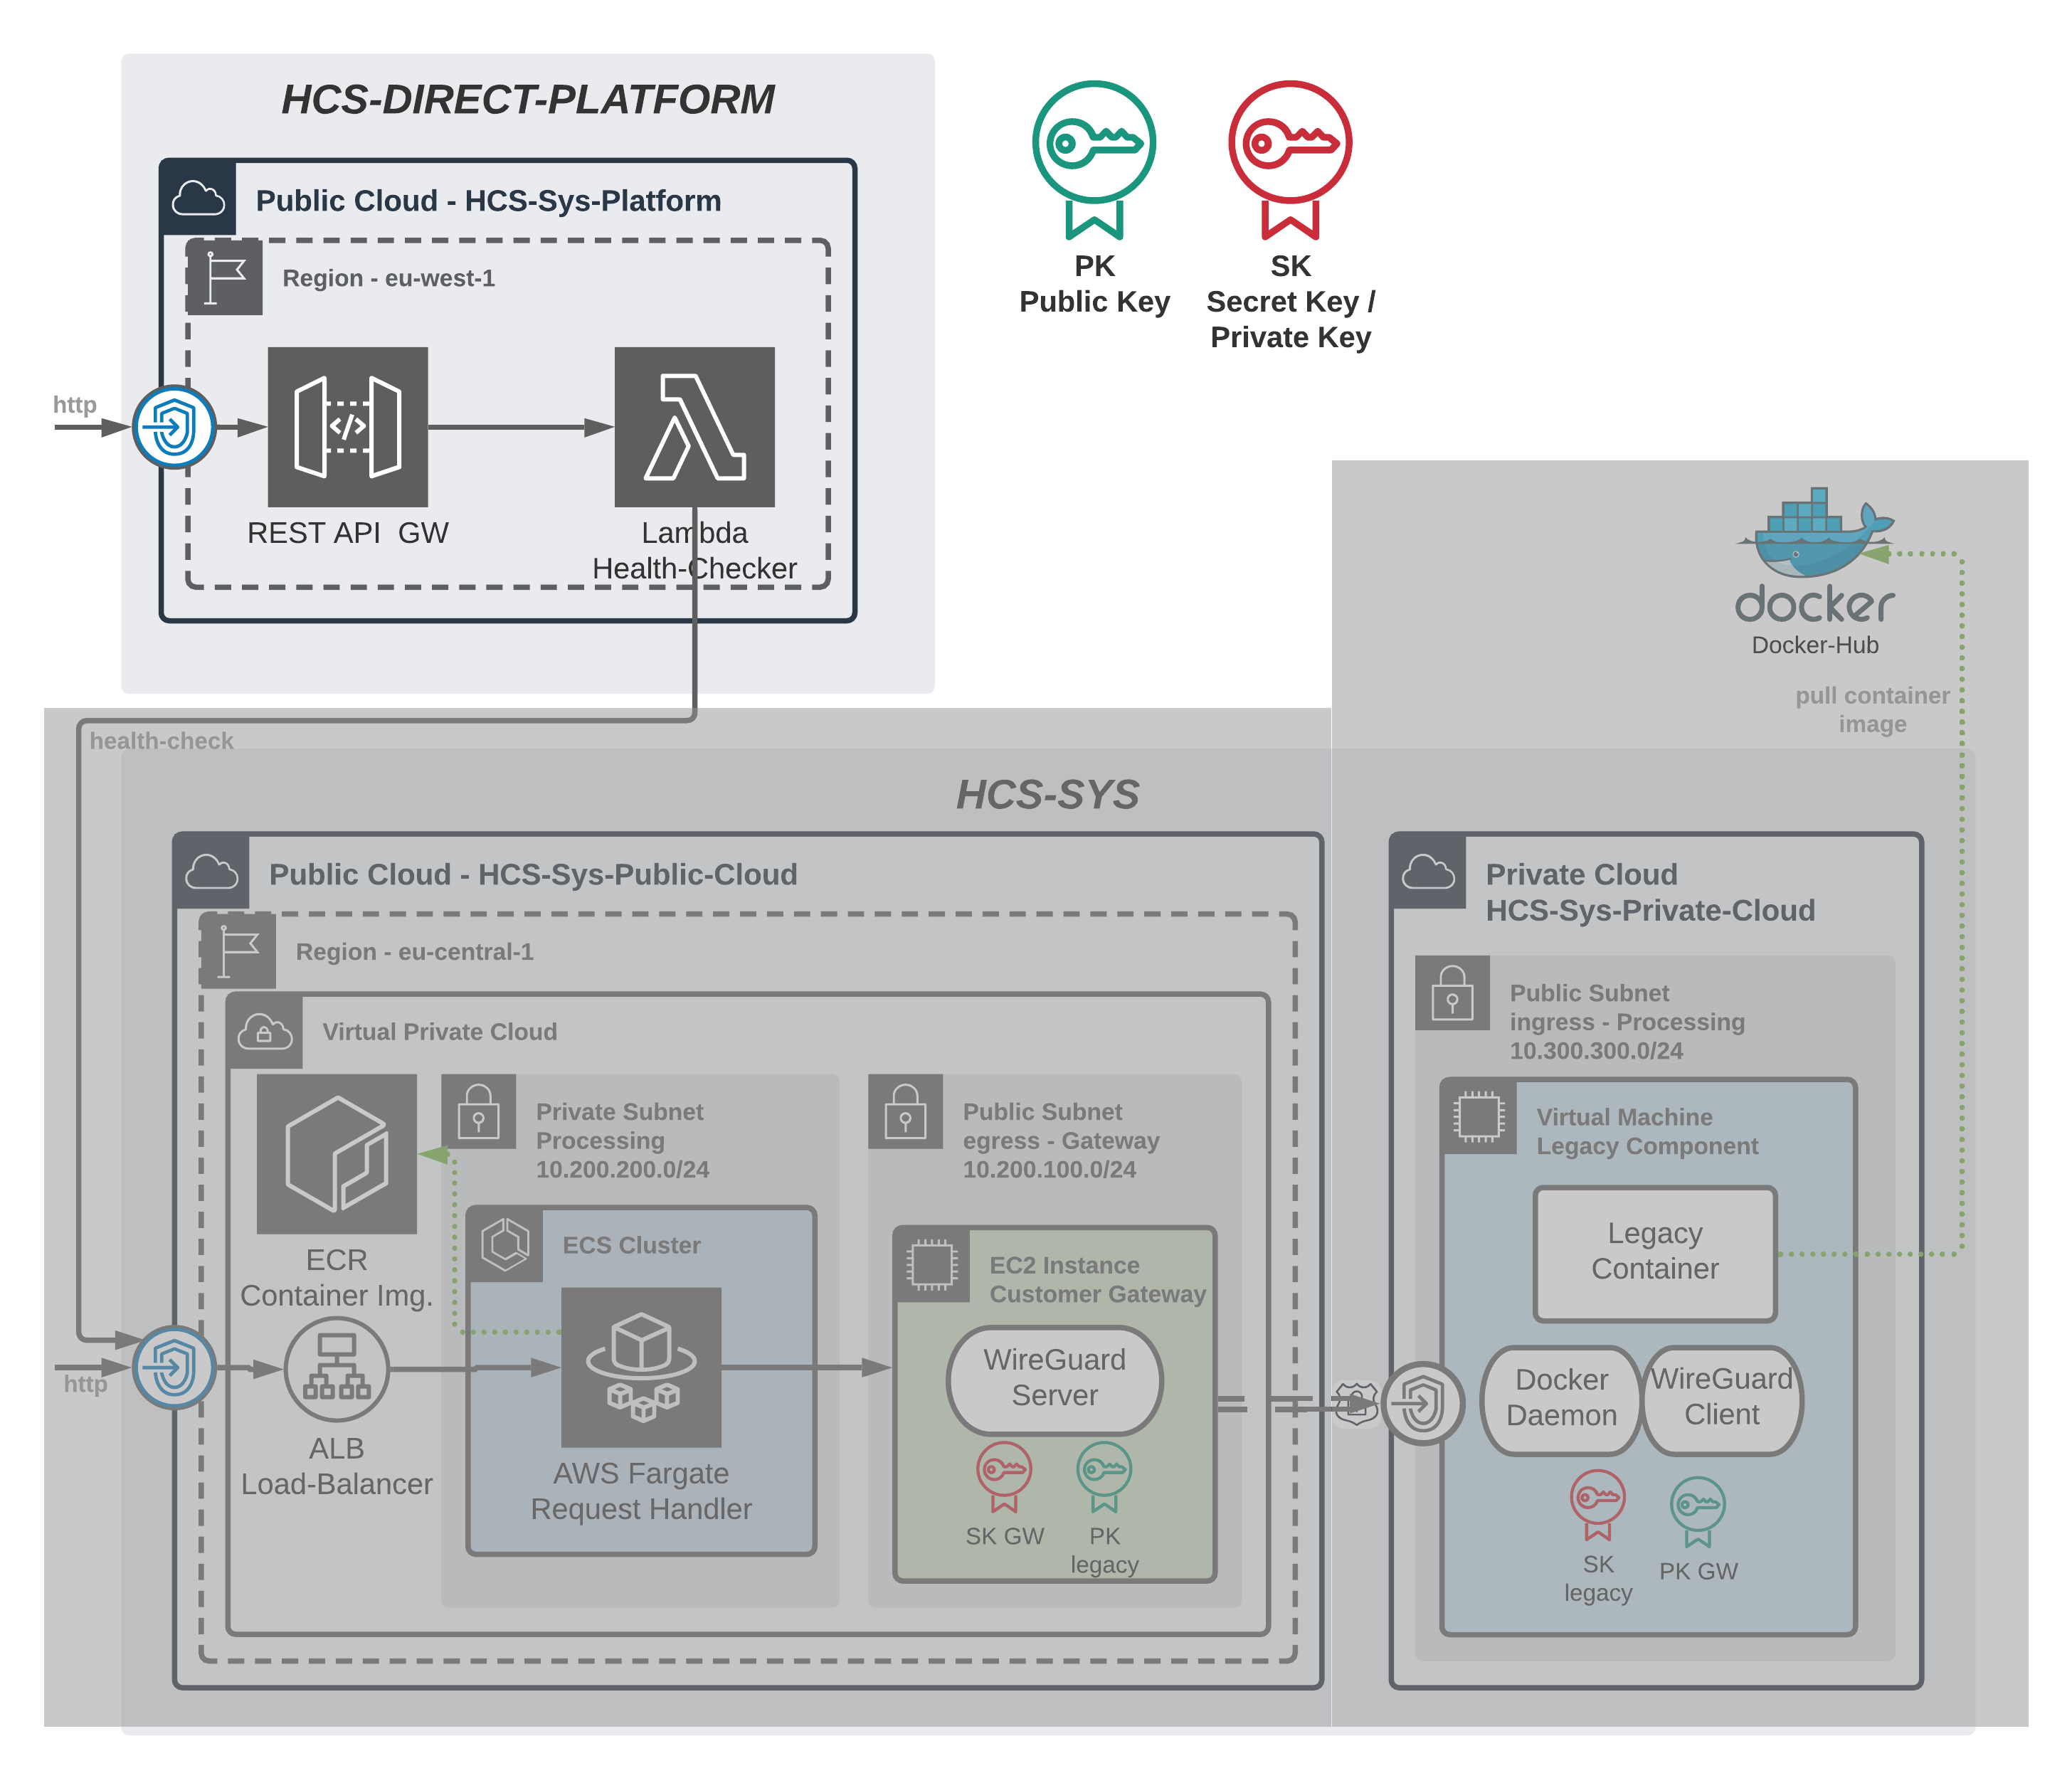 HCS-DIRECT-PLATFORM
Public Cloud - HCS-Sys-Platform
Region - eu-west-1
http
REST API  GW
Lambda
Health-Checker
PK
Public Key
SK
Secret Key /
Private Key
docker
Docker-Hub
pull container
image
health-check
HCS-SYS
Public Cloud - HCS-Sys-Public-Cloud
Region - eu-central-1
Virtual Private Cloud
ECR
Container Img.
http
ALB
Load-Balancer
Private Subnet
Processing
10.200.200.0/24
ECS Cluster
AWS Fargate
Request Handler
Public Subnet
egress - Gateway
10.200.100.0/24
EC2 Instance
Customer Gateway
WireGuard
Server
SK GW
PK
legacy
Private Cloud
HCS-Sys-Private-Cloud
Public Subnet
ingress - Processing
10.300.300.0/24
Virtual Machine
Legacy Component
Legacy
Container
Docker
Daemon
WireGuard
Client
SK
legacy
PK GW